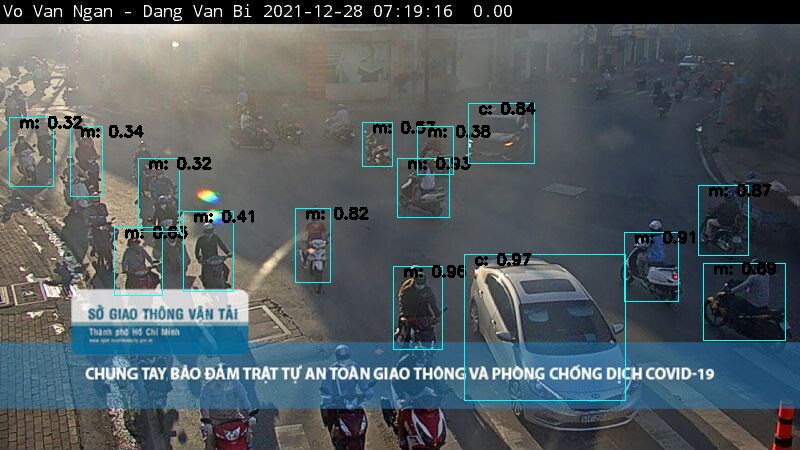 Vo Van Ngan - Dang Van Bi 2021-12-28 07:19:16 0.00
c: 0.84
m: 0.32
m: 0.34
m: 0.57
m: 0.38
m: 0.32
m: 0.93
m: 0.87
m: 0.41
m: 0.82
m: 0.63
m: 0.91
c: 0.97
m: 0.96
m: 0.89
SỞ GIAO THÔNG VẬN TẢI
Thành phố Hồ Chí Minh
CHUNG TAY BẢO ĐẢM TRẬT TỰ AN TOÀN GIAO THÔNG VÀ PHÒNG CHỐNG DỊCH COVID-19